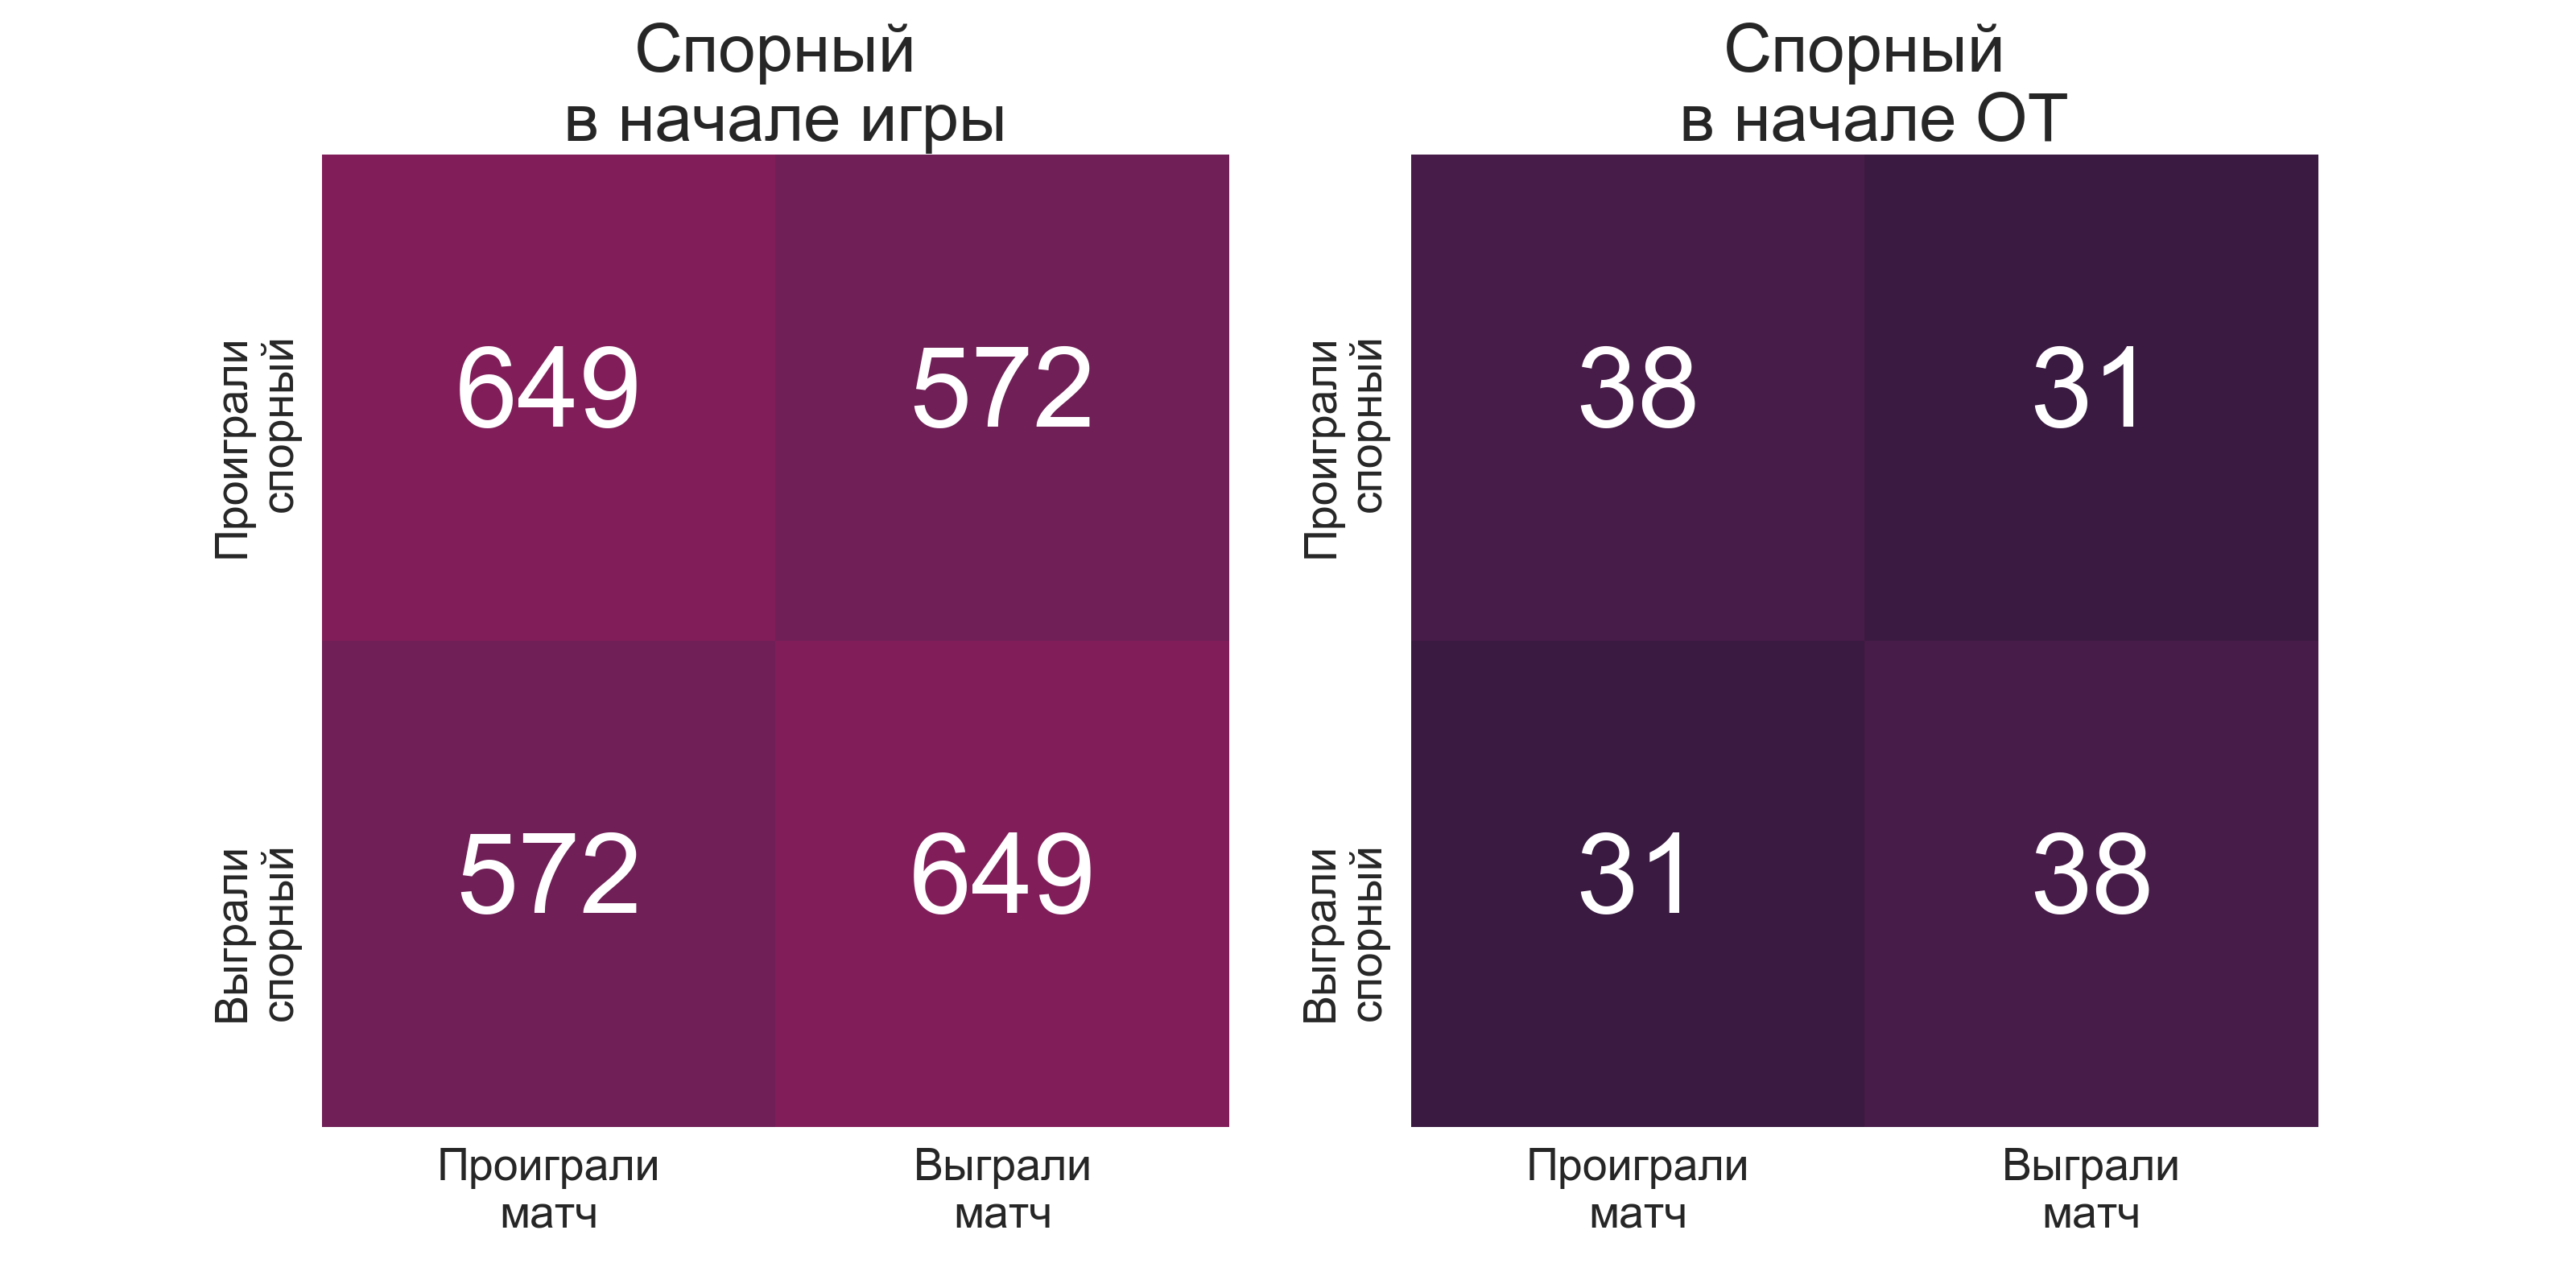 Спорный
в начале игры
Проиграли
спорный
649
572
Выграли
спорный
572
649
Проиграли
матч
Выграли
матч
Спорный
в начале ОТ
Проиграли
спорный
38
31
Выграли
спорный
31
38
Проиграли
матч
Выграли
матч